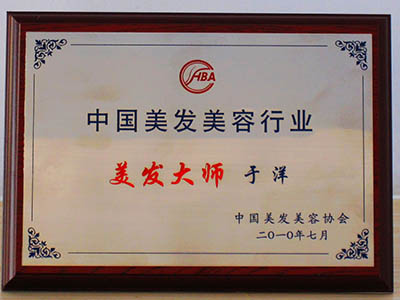 CHBA
中国美发美容行业
美发大师 于洋
中国美发美容协会
二〇一〇年七月